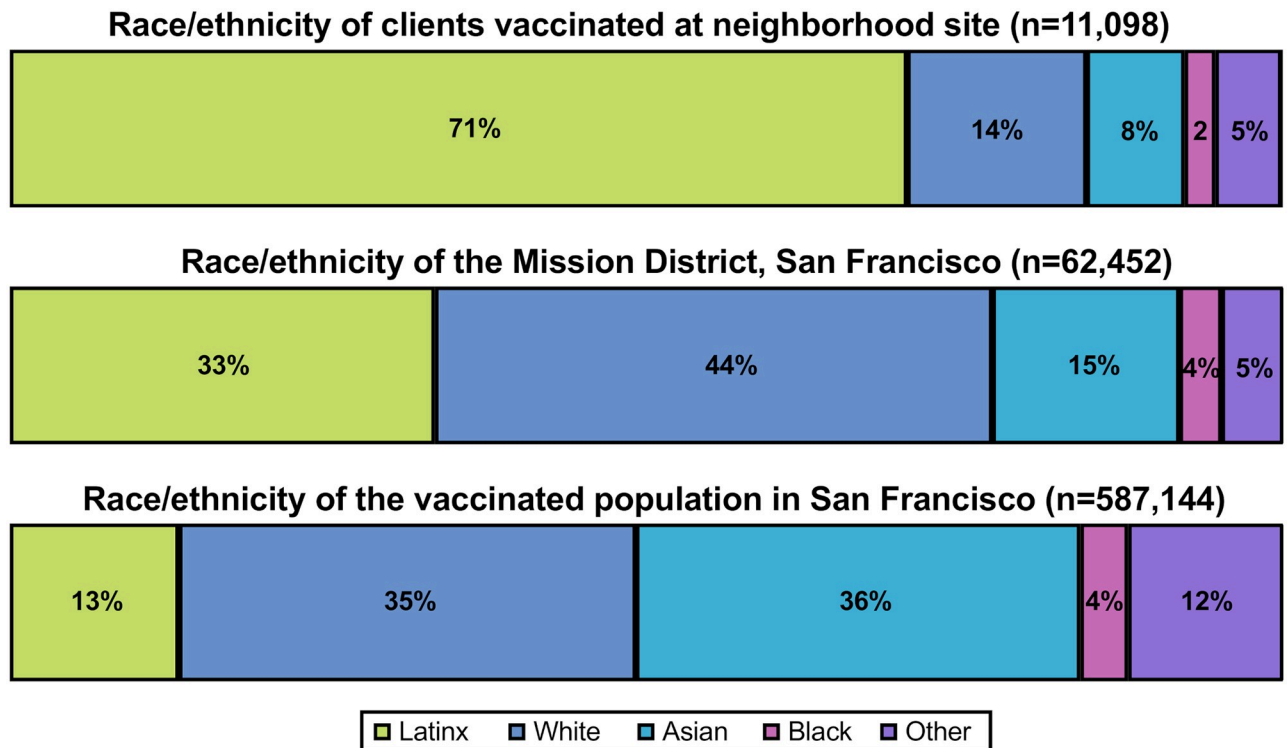 Race/ethnicity of clients vaccinated at neighborhood site (n=11,098)
71% 14% 8% 2 5%
Race/ethnicity of the Mission District, San Francisco (n=62,452)
33% 44% 15% 4% 5%
Race/ethnicity of the vaccinated population in San Francisco (n=587,144)
13% 35% 36% 4% 12%
Latinx White Asian Black Other